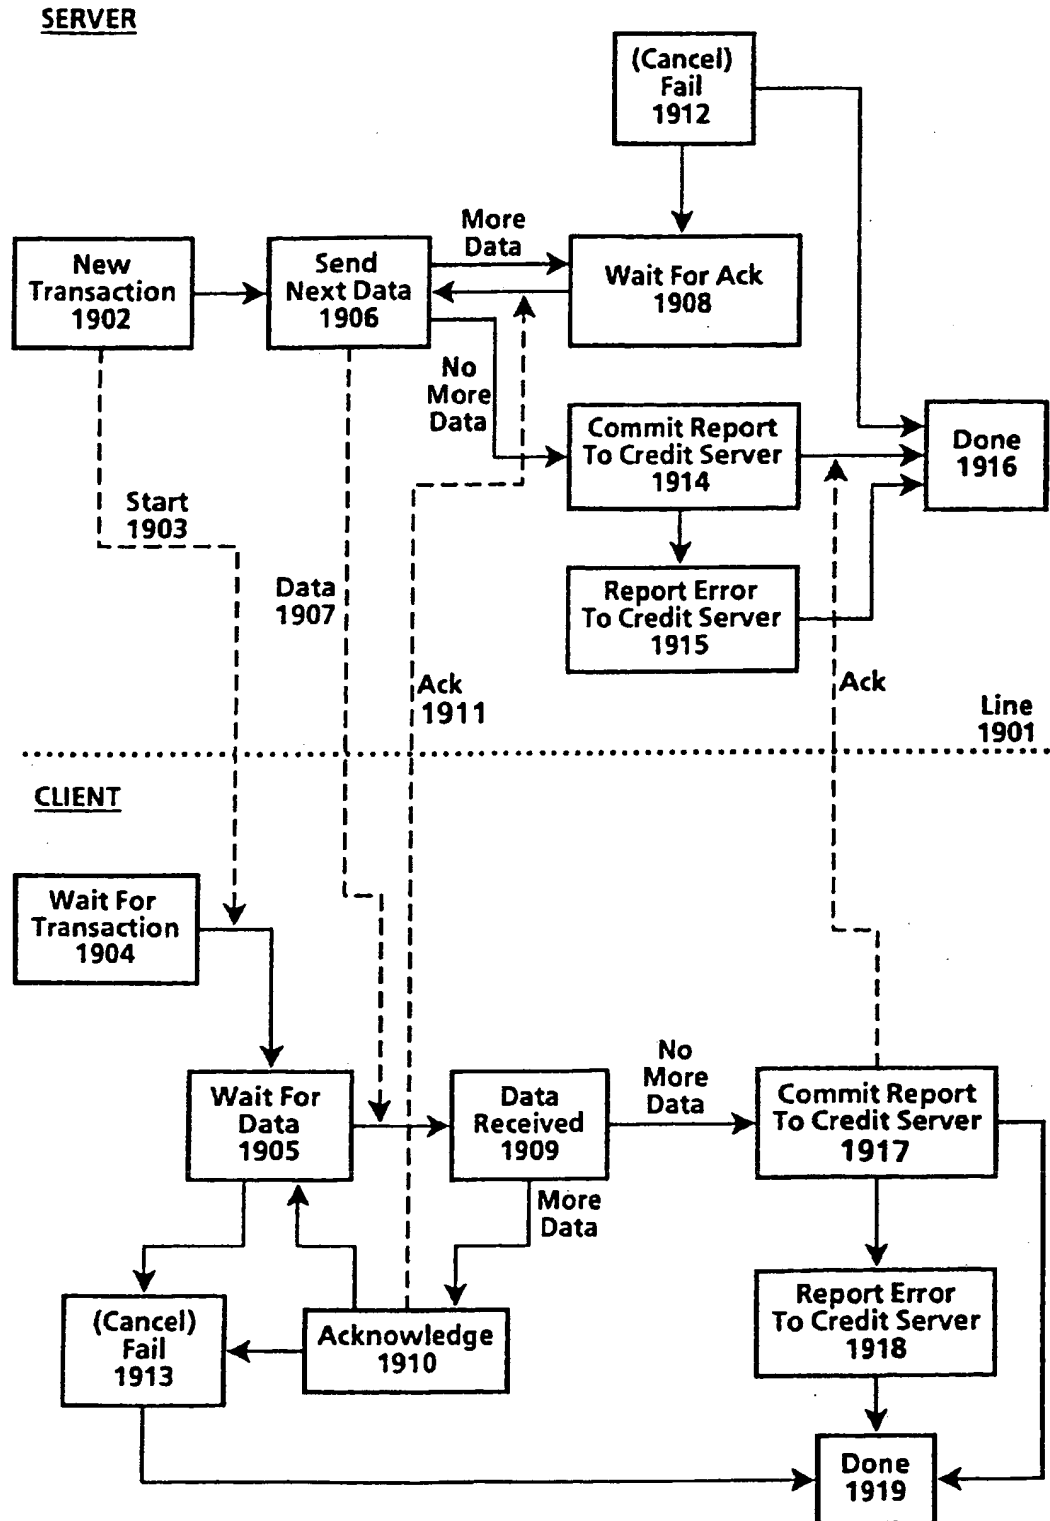 SERVER
(Cancel)
Fail
1912
New
Transaction
1902
Send
Next Data
1906
More
Data
Wait For Ack
1908
No
More
Data
Commit Report
To Credit Server
1914
Done
1916
Start
1903
Data
1907
Report Error
To Credit Server
1915
Ack
1911
Ack
Line
1901
CLIENT
Wait For
Transaction
1904
Wait For
Data
1905
Data
Received
1909
No
More
Data
Commit Report
To Credit Server
1917
More
Data
(Cancel)
Fail
1913
Acknowledge
1910
Report Error
To Credit Server
1918
Done
1919